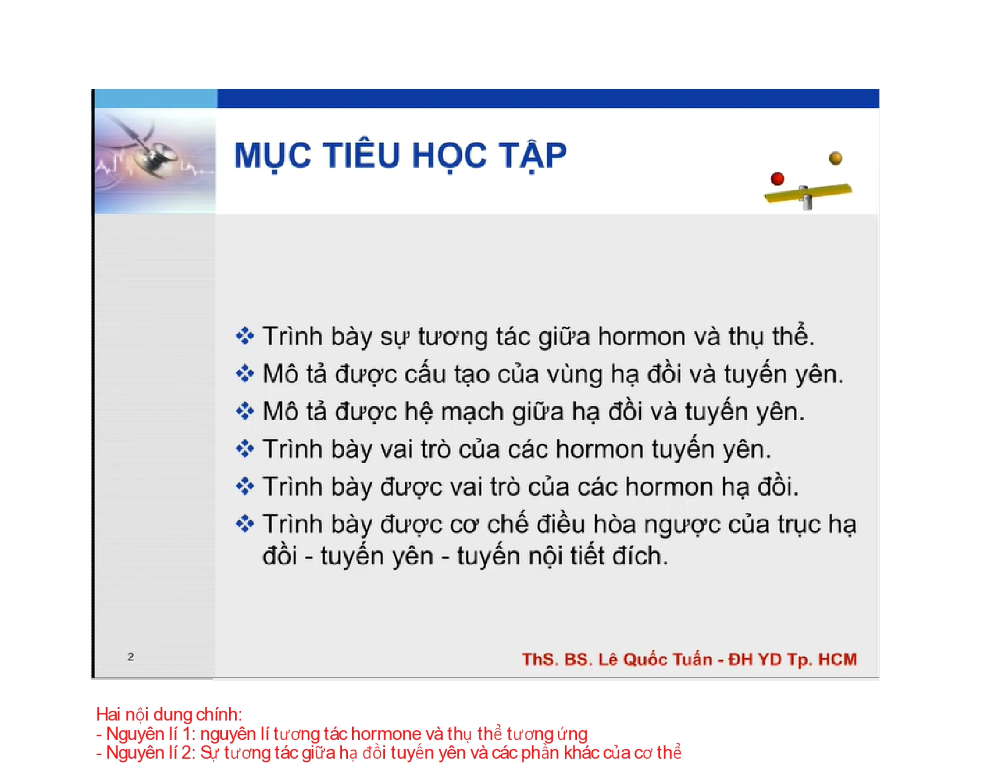 MỤC TIÊU HỌC TẬP
❖ Trình bày sự tương tác giữa hormon và thụ thể.
❖ Mô tả được cấu tạo của vùng hạ đồi và tuyến yên.
❖ Mô tả được hệ mạch giữa hạ đồi và tuyến yên.
❖ Trình bày vai trò của các hormon tuyến yên.
❖ Trình bày được vai trò của các hormon hạ đồi.
❖ Trình bày được cơ chế điều hòa ngược của trục hạ
đồi - tuyến yên - tuyến nội tiết đích.
2
ThS. BS. Lê Quốc Tuấn - ĐH YD Tp. HCM
Hai nội dung chính:
- Nguyên lí 1: nguyên lí tương tác hormone và thụ thể tương ứng
- Nguyên lí 2: Sự tương tác giữa hạ đồi tuyến yên và các phần khác của cơ thể